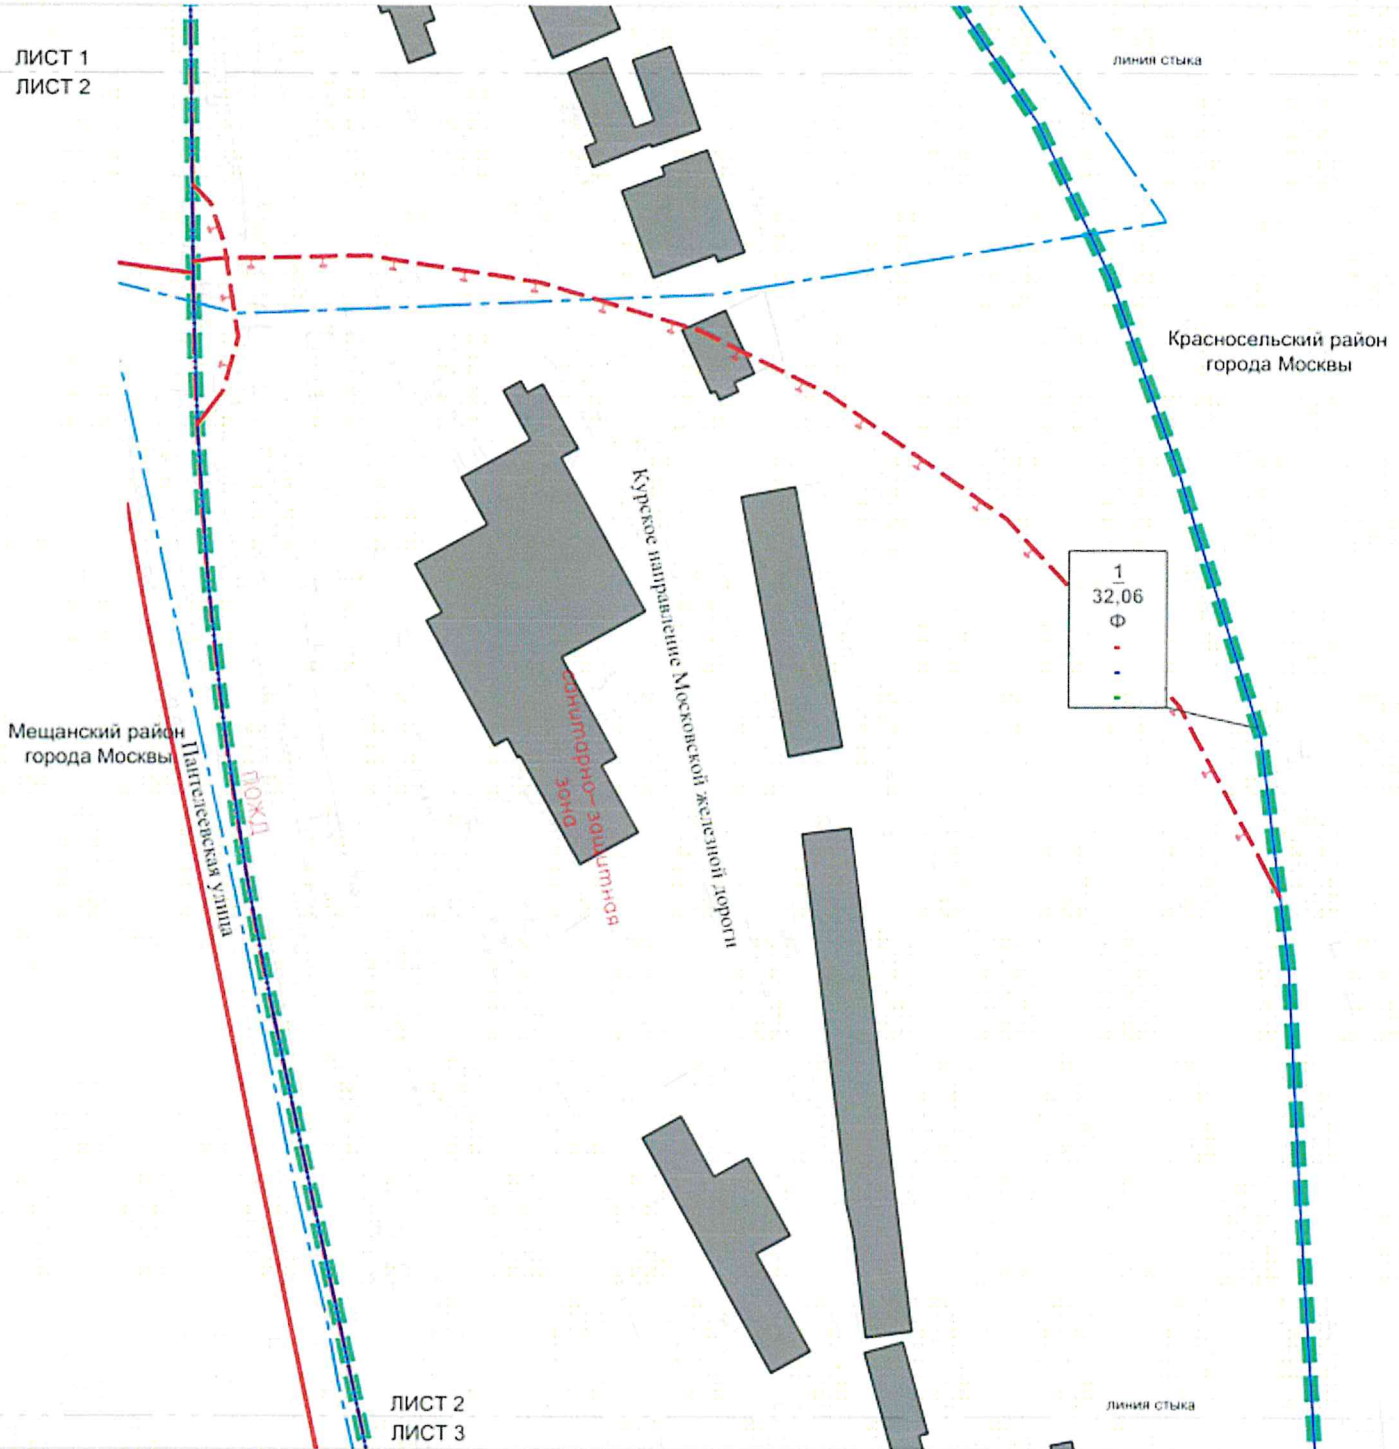 ЛИСТ 1
ЛИСТ 2
линия стыка
Красносельский район
города Москвы
Курское направление Московской железной дороги
1
32,06
Ф
Мещанский район
города Москвы
Пантелеевская улица
ПОЖД
санитарно-защитная
зона
ЛИСТ 2
ЛИСТ 3
линия стыка